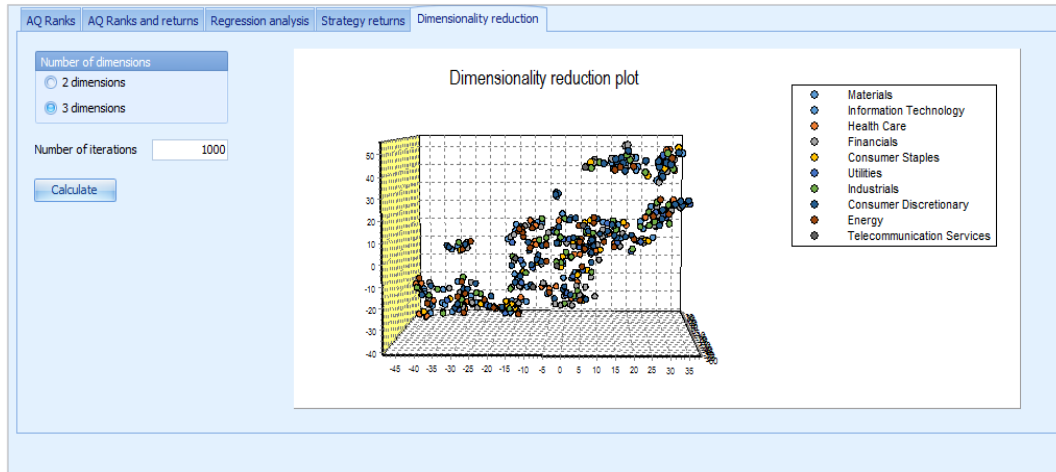 AQ Ranks
AQ Ranks and returns
Regression analysis
Strategy returns
Dimensionality reduction
Number of dimensions
2 dimensions
3 dimensions
Number of iterations 1000
Calculate
Dimensionality reduction plot
50
40
30
20
10
0
-10
-20
-30
-40
-45 -40 -35 -30 -25 -20 -15 -10 -5 0 5 10 15 20 25 30 35
Materials
Information Technology
Health Care
Financials
Consumer Staples
Utilities
Industrials
Consumer Discretionary
Energy
Telecommunication Services